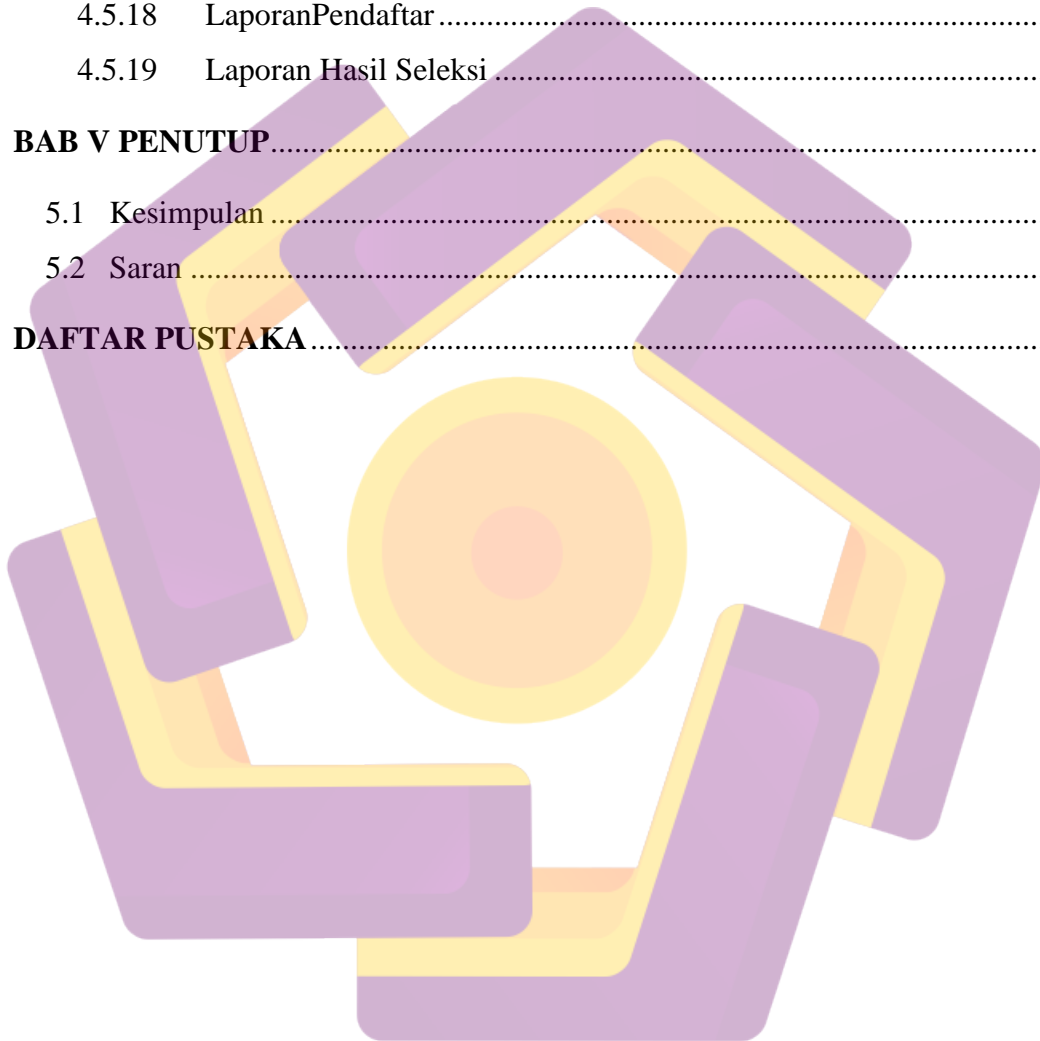 4.5.18 LaporanPendaftar........................................................................................
4.5.19 Laporan Hasil Seleksi................................................................................
BAB V PENUTUP..............................................................................................................
5.1 Kesimpulan..............................................................................................................
5.2 Saran.........................................................................................................................
DAFTAR PUSTAKA.........................................................................................................